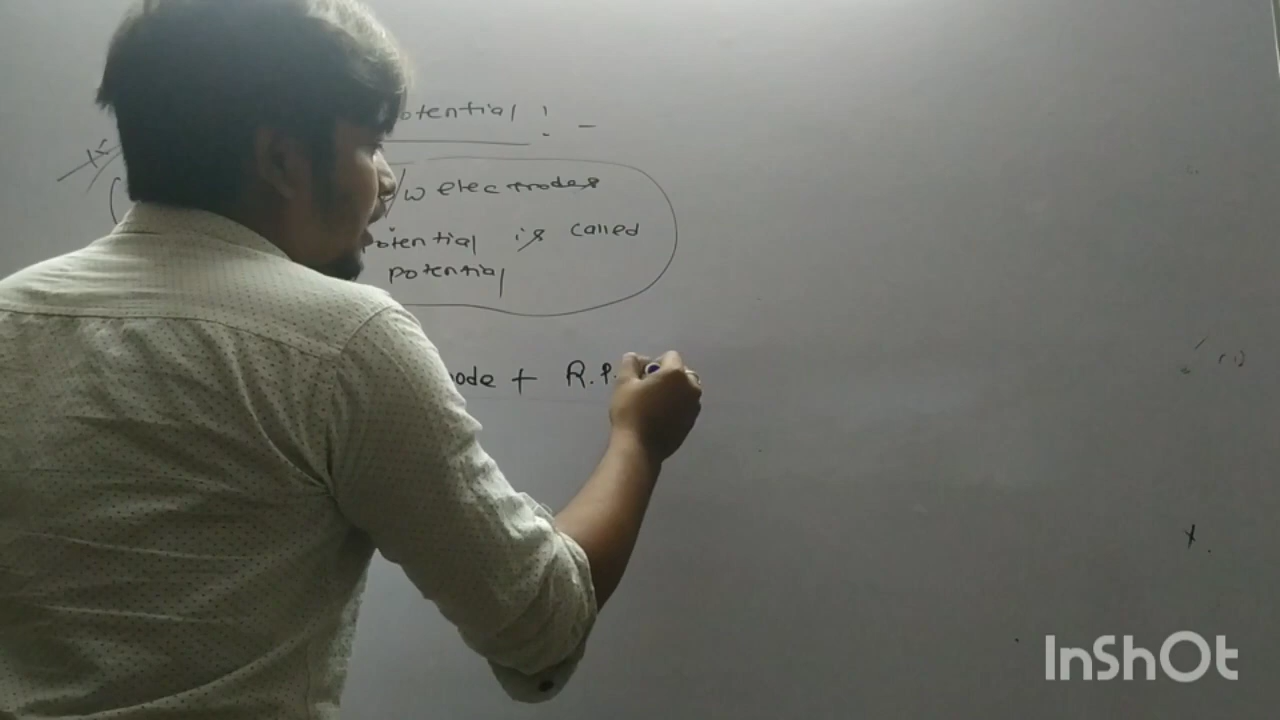 otential : -
b/w electrodes
otential is called
potential
ode + R.P.
InShOt